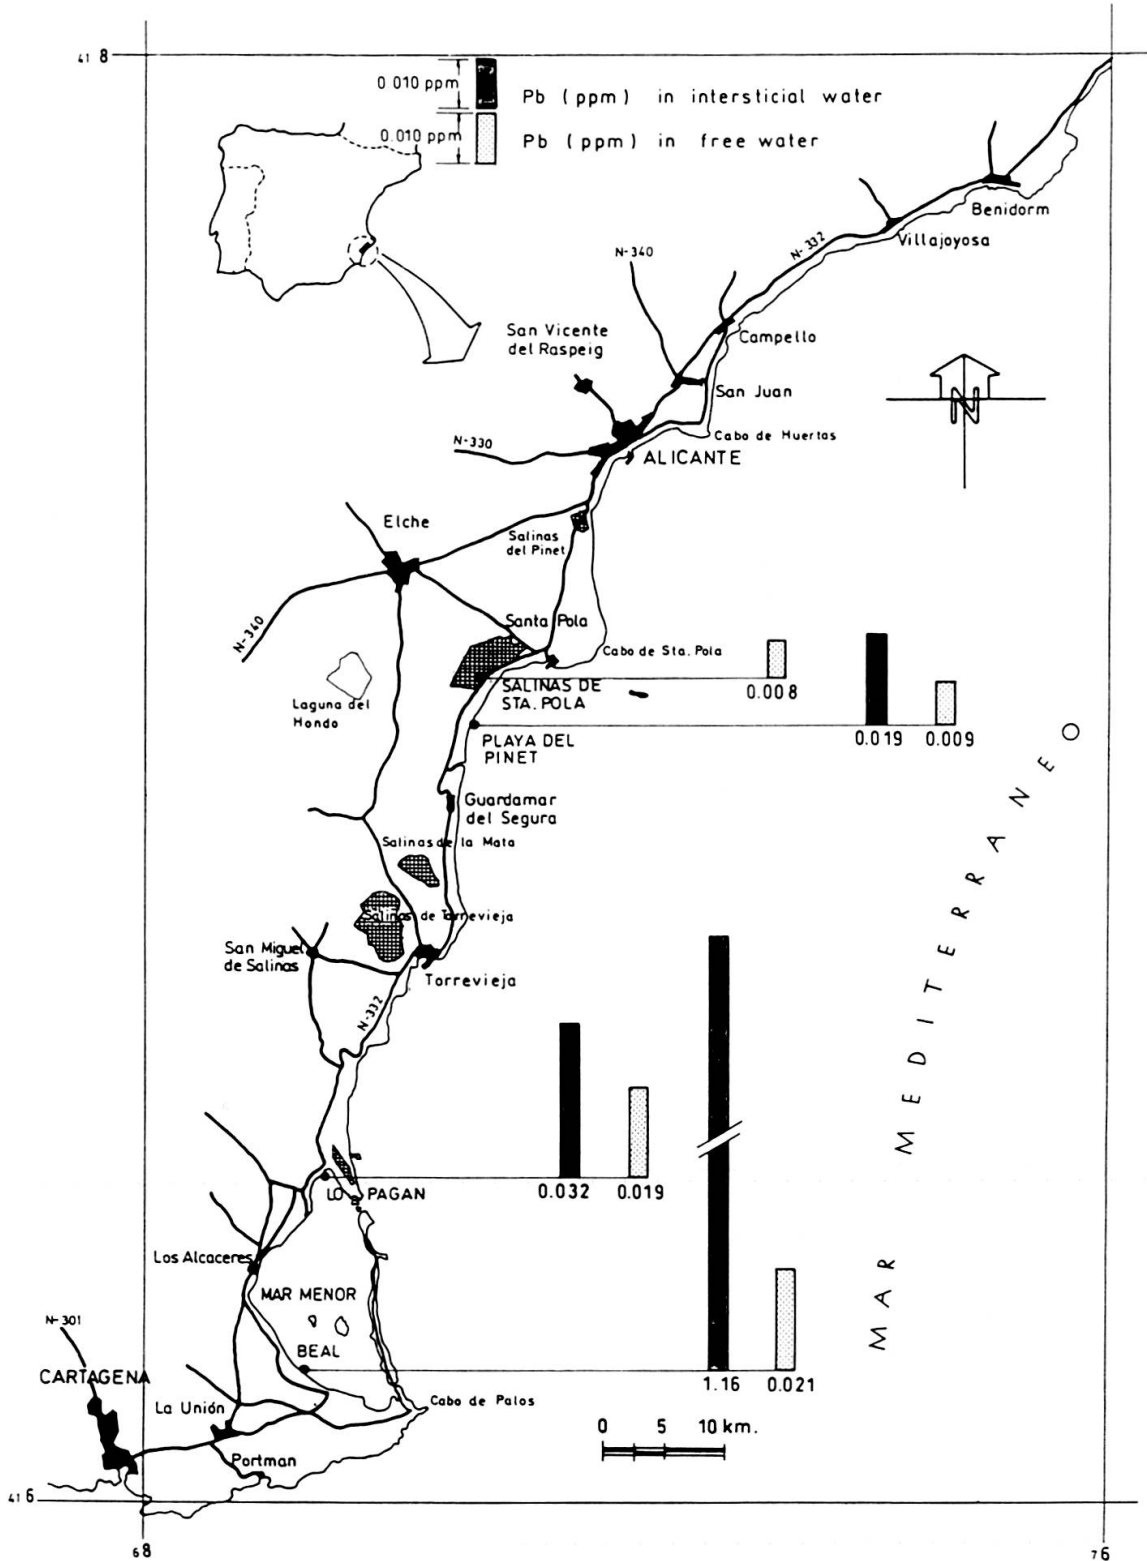 41 8
0.010 ppm
Pb (ppm) in intersticial water
0.010 ppm
Pb (ppm) in free water
Benidorm
Villajoyosa
N-332
N-340
San Vicente
del Raspeig
Campello
San Juan
N
Cabo de Huertas
N-330
ALICANTE
Elche
Salinas
del Pinet
N-340
Santa Pola
Cabo de Sta. Pola
Laguna del
Hondo
SALINAS DE
STA. POLA
0.008
PLAYA DEL
PINET
0.019
0.009
Guardamar
del Segura
Salinas de la Mata
Salinas de Torrevieja
San Miguel
de Salinas
Torrevieja
N-332
MAR MEDITERRANEO
LO PAGAN
0.032
0.019
Los Alcaceres
MAR MENOR
N-301
BEAL
CARTAGENA
1.16
0.021
La Unión
Cabo de Palos
0 5 10 km.
Portman
41 6
68
76